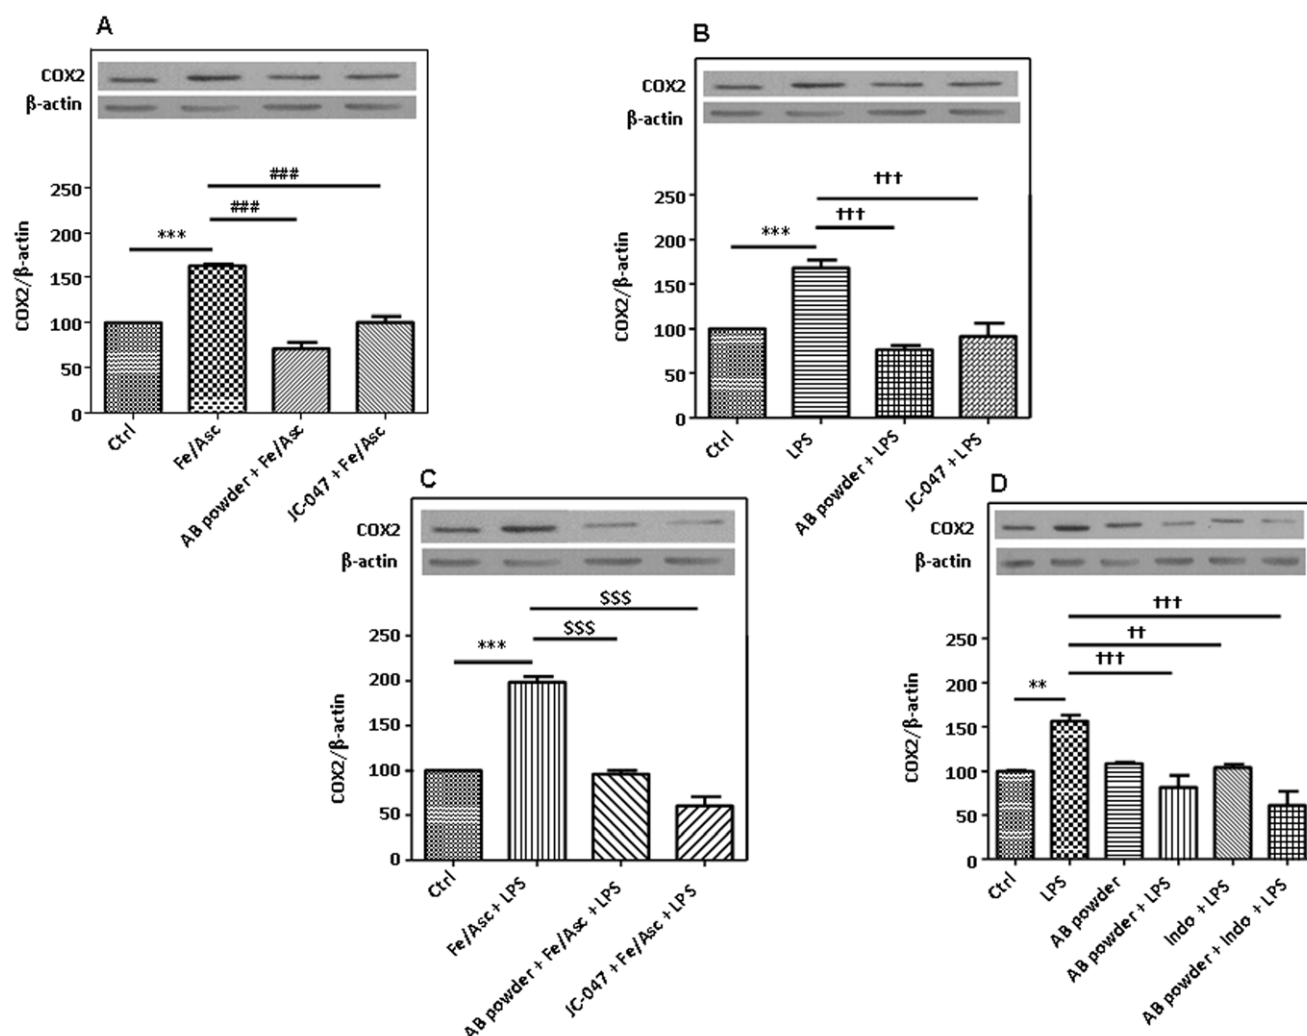 A
COX2
β-actin
###
###
***
250
200
150
100
50
0
COX2/β-actin
Ctrl
Fe/Asc
AB powder + Fe/Asc
JC-047 + Fe/Asc
B
COX2
β-actin
†††
†††
***
250
200
150
100
50
0
COX2/β-actin
Ctrl
LPS
AB powder + LPS
JC-047 + LPS
C
COX2
β-actin
$$$
$$$
***
250
200
150
100
50
0
COX2/β-actin
Ctrl
Fe/Asc + LPS
AB powder + Fe/Asc + LPS
JC-047 + Fe/Asc + LPS
D
COX2
β-actin
†††
††
†††
**
250
200
150
100
50
0
COX2/β-actin
Ctrl
LPS
AB powder
AB powder + LPS
Indo + LPS
AB powder + Indo + LPS